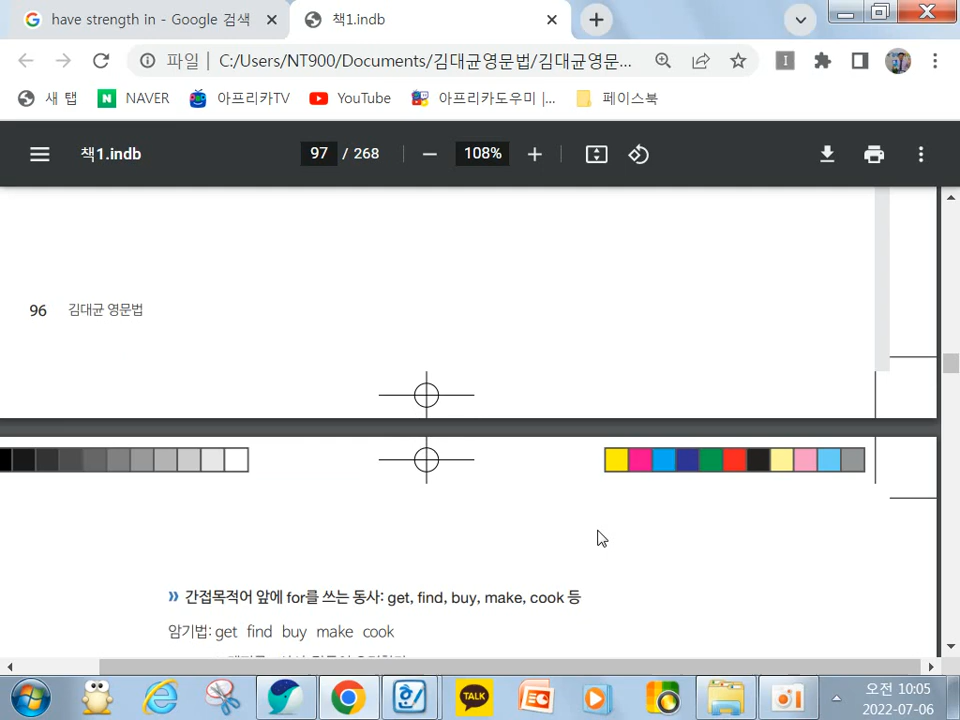 have strength in - Google 검색
책1.indb
파일 | C:/Users/NT900/Documents/김대균영문법/김대균영문...
새 탭
NAVER
아프리카TV
YouTube
아프리카도우미 |...
페이스북
책1.indb
97 / 268
108%
96 김대균 영문법
» 간접목적어 앞에 for를 쓰는 동사: get, find, buy, make, cook 등
암기법: get find buy make cook
TALK
오전 10:05
2022-07-06